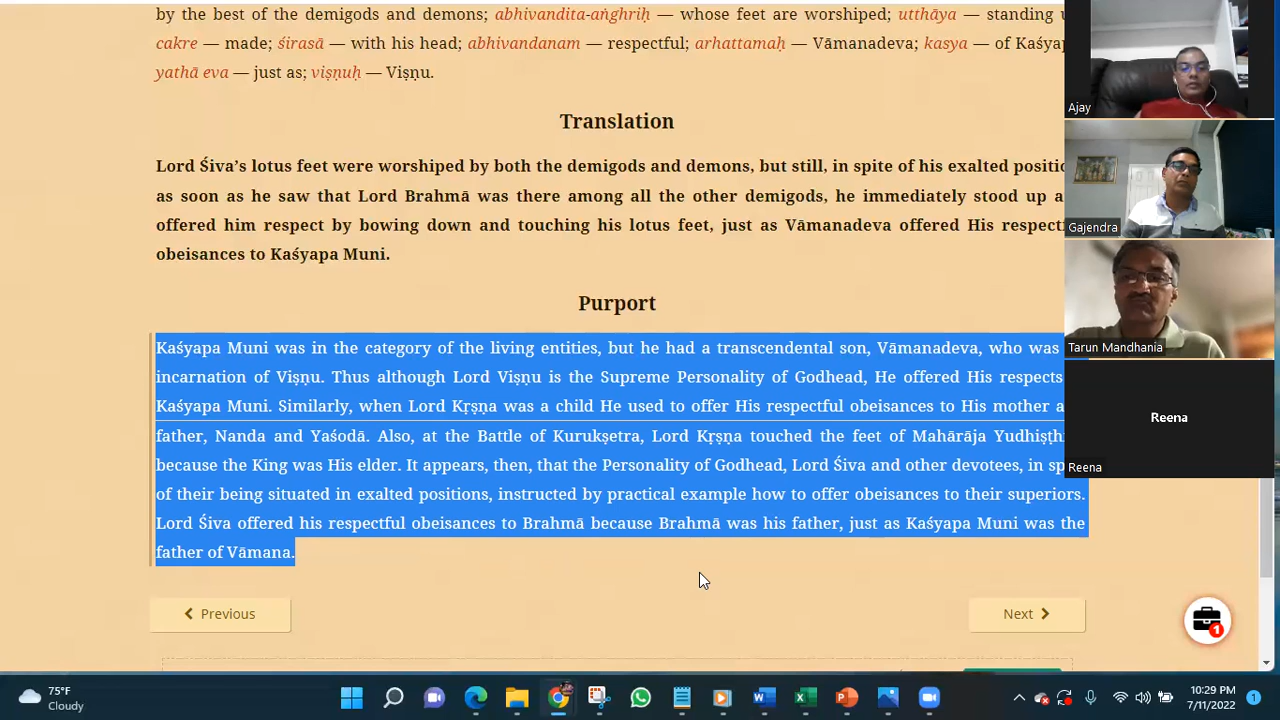 by the best of the demigods and demons; abhivandita-aṅghriḥ — whose feet are worshiped; utthāya — standing
cakre — made; śirasā — with his head; abhivandanam — respectful; arhattamaḥ — Vāmanadeva; kasya — of
yathā eva — just as; viṣṇuḥ — Viṣṇu.
Translation
Lord Śiva’s lotus feet were worshiped by both the demigods and demons, but still, in spite of his exalted
as soon as he saw that Lord Brahmā was there among all the other demigods, he immediately stood up
offered him respect by bowing down and touching his lotus feet, just as Vāmanadeva offered His
obeisances to Kaśyapa Muni.
Purport
Kaśyapa Muni was in the category of the living entities, but he had a transcendental son, Vāmanadeva, who was
incarnation of Viṣṇu. Thus although Lord Viṣṇu is the Supreme Personality of Godhead, He offered His respects
Kaśyapa Muni. Similarly, when Lord Kṛṣṇa was a child He used to offer His respectful obeisances to His mother
father, Nanda and Yaśodā. Also, at the Battle of Kurukṣetra, Lord Kṛṣṇa touched the feet of Mahārāja
because the King was His elder. It appears, then, that the Personality of Godhead, Lord Śiva and other devotees, in
of their being situated in exalted positions, instructed by practical example how to offer obeisances to their superiors.
Lord Śiva offered his respectful obeisances to Brahmā because Brahmā was his father, just as Kaśyapa Muni was the
father of Vāmana.
Previous
Next
Ajay
Gajendra
Tarun Mandhania
Reena
Reena
1
75°F
Cloudy
10:29 PM
7/11/2022
1